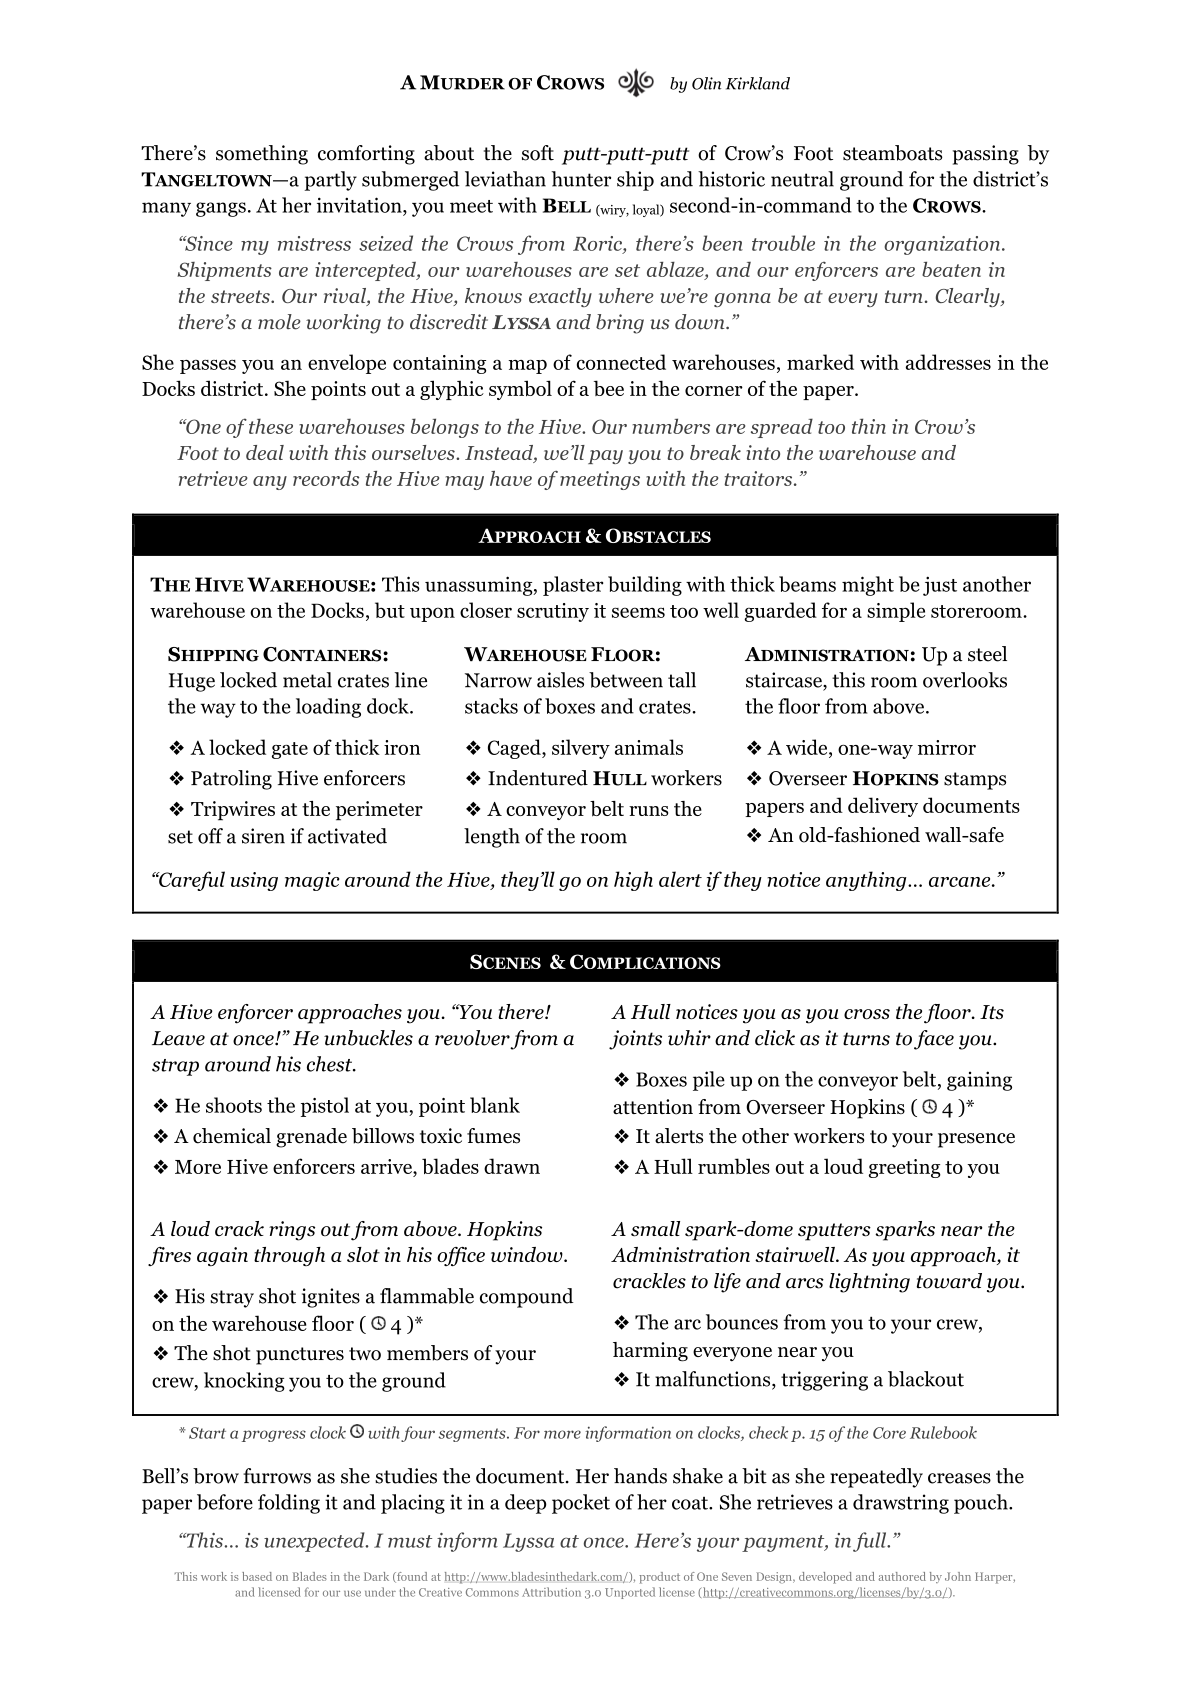 A Murder of Crows by Olin Kirkland
There's something comforting about the soft putt-putt-putt of Crow's Foot steamboats passing by
Tangeltown—a partly submerged leviathan hunter ship and historic neutral ground for the district's
many gangs. At her invitation, you meet with Bell (wiry, loyal) second-in-command to the Crows.
“Since my mistress seized the Crows from Roric, there's been trouble in the organization.
Shipments are intercepted, our warehouses are set ablaze, and our enforcers are beaten in
the streets. Our rival, the Hive, knows exactly where we're gonna be at every turn. Clearly,
there's a mole working to discredit Lyssa and bring us down.”
She passes you an envelope containing a map of connected warehouses, marked with addresses in the
Docks district. She points out a glyphic symbol of a bee in the corner of the paper.
“One of these warehouses belongs to the Hive. Our numbers are spread too thin in Crow's
Foot to deal with this ourselves. Instead, we'll pay you to break into the warehouse and
retrieve any records the Hive may have of meetings with the traitors.”
Approach & Obstacles
The Hive Warehouse: This unassuming, plaster building with thick beams might be just another
warehouse on the Docks, but upon closer scrutiny it seems too well guarded for a simple storeroom.
Shipping Containers:
Huge locked metal crates line
the way to the loading dock.
❖ A locked gate of thick iron
❖ Patroling Hive enforcers
❖ Tripwires at the perimeter
set off a siren if activated
Warehouse Floor:
Narrow aisles between tall
stacks of boxes and crates.
❖ Caged, silvery animals
❖ Indentured Hull workers
❖ A conveyor belt runs the
length of the room
Administration: Up a steel
staircase, this room overlooks
the floor from above.
❖ A wide, one-way mirror
❖ Overseer Hopkins stamps
papers and delivery documents
❖ An old-fashioned wall-safe
“Careful using magic around the Hive, they'll go on high alert if they notice anything... arcane.”
Scenes & Complications
A Hive enforcer approaches you. “You there!
Leave at once!” He unbuckles a revolver from a
strap around his chest.
❖ He shoots the pistol at you, point blank
❖ A chemical grenade billows toxic fumes
❖ More Hive enforcers arrive, blades drawn
A Hull notices you as you cross the floor. Its
joints whir and click as it turns to face you.
❖ Boxes pile up on the conveyor belt, gaining
attention from Overseer Hopkins ( 🕓 4 )*
❖ It alerts the other workers to your presence
❖ A Hull rumbles out a loud greeting to you
A loud crack rings out from above. Hopkins
fires again through a slot in his office window.
❖ His stray shot ignites a flammable compound
on the warehouse floor ( 🕓 4 )*
❖ The shot punctures two members of your
crew, knocking you to the ground
A small spark-dome sputters sparks near the
Administration stairwell. As you approach, it
crackles to life and arcs lightning toward you.
❖ The arc bounces from you to your crew,
harming everyone near you
❖ It malfunctions, triggering a blackout
* Start a progress clock 🕓 with four segments. For more information on clocks, check p. 15 of the Core Rulebook
Bell's brow furrows as she studies the document. Her hands shake a bit as she repeatedly creases the
paper before folding it and placing it in a deep pocket of her coat. She retrieves a drawstring pouch.
“This... is unexpected. I must inform Lyssa at once. Here's your payment, in full.”
This work is based on Blades in the Dark (found at http://www.bladesinthedark.com/), product of One Seven Design, developed and authored by John Harper,
and licensed for our use under the Creative Commons Attribution 3.0 Unported license (http://creativecommons.org/licenses/by/3.0/).